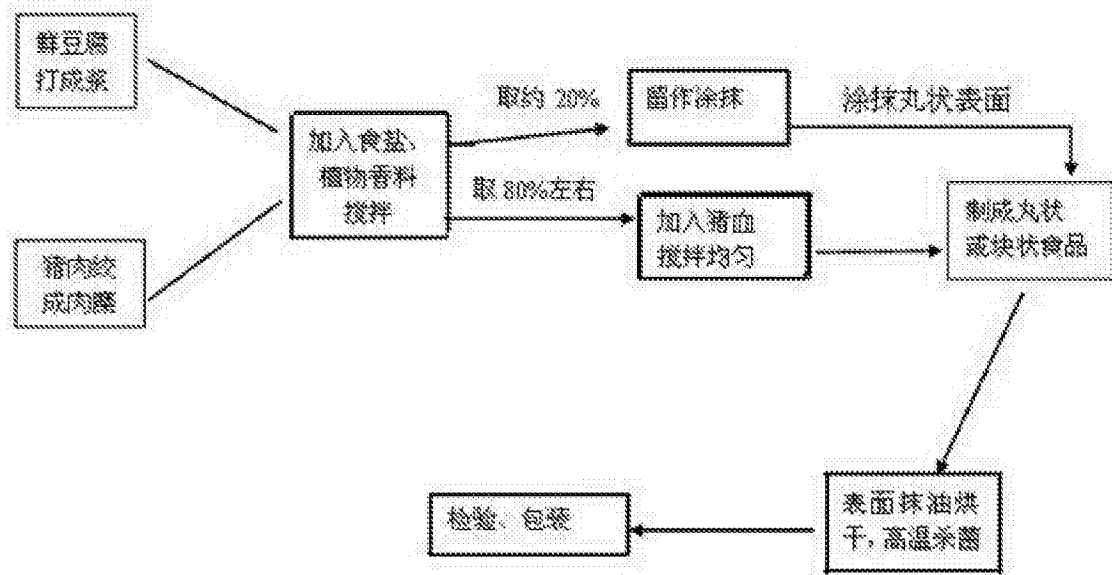 鲜豆腐
打成浆
猪肉绞
成肉糜
加入食盐、
植物香料
搅拌
取约 20%
取 80%左右
留作涂抹
加入猪血
搅拌均匀
涂抹丸状表面
制成丸状
或块状食品
表面抹油烘
干，高温杀菌
检验、包装